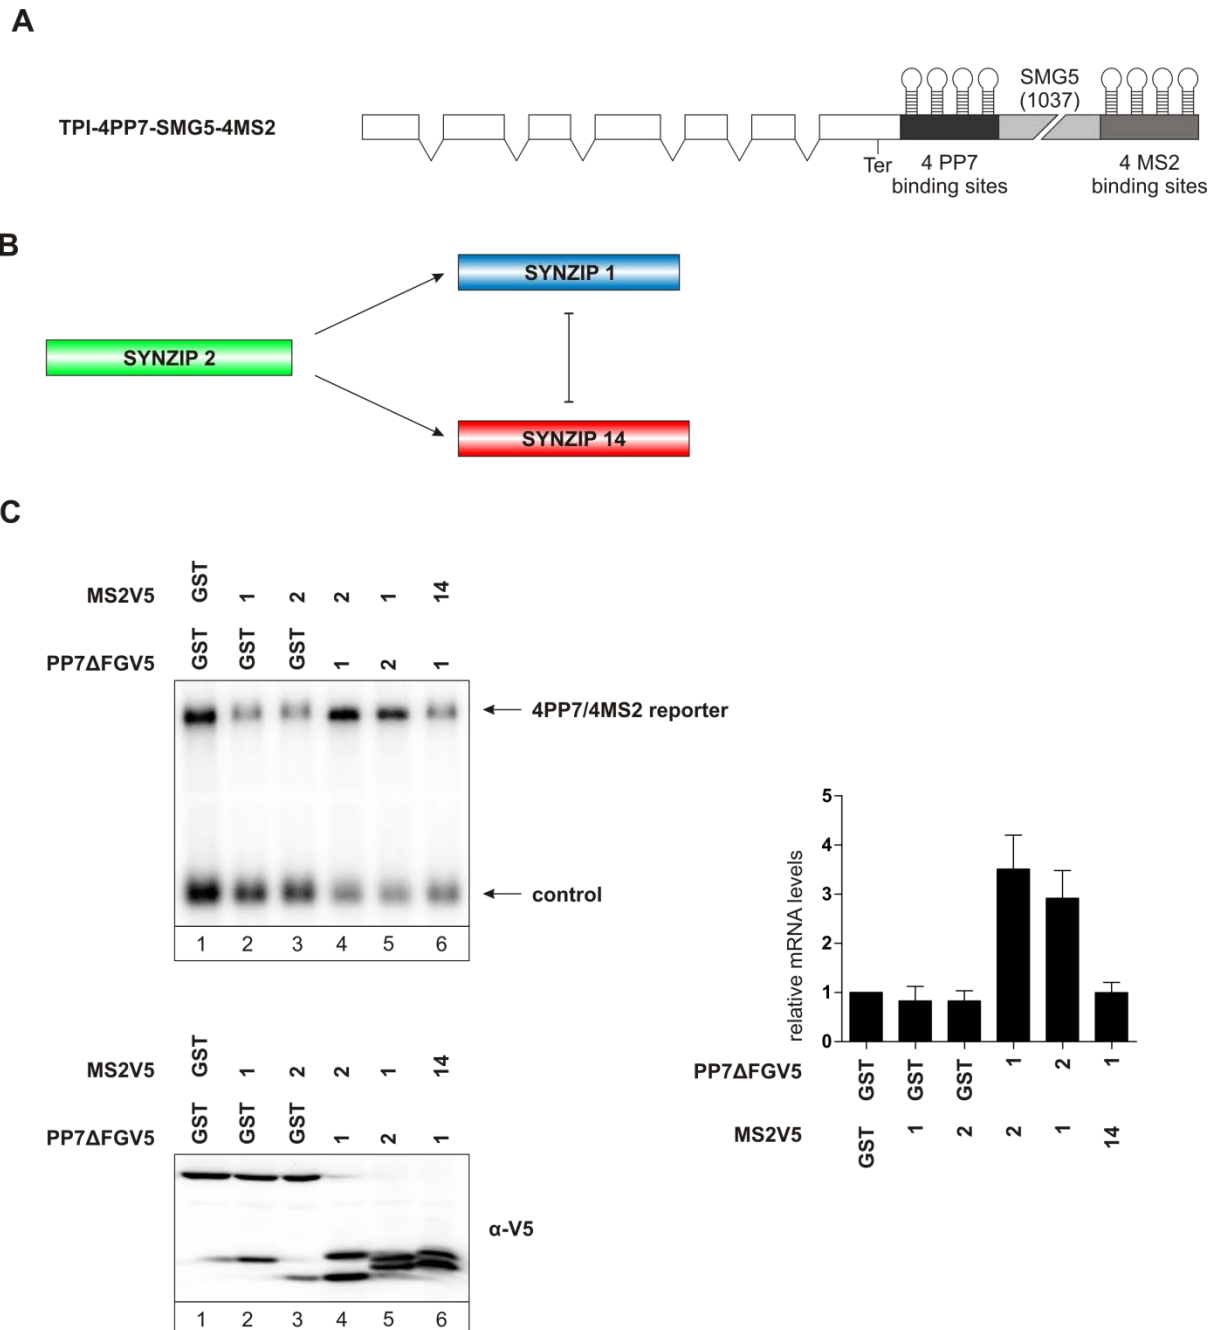 A
TPI-4PP7-SMG5-4MS2
SMG5
(1037)
Ter
4 PP7
binding sites
4 MS2
binding sites
B
SYNZIP 1
SYNZIP 2
SYNZIP 14
C
MS2V5 GST 1 2 2 1 14
PP7ΔFGV5 GST GST GST 1 2 1
4PP7/4MS2 reporter
control
1 2 3 4 5 6
MS2V5 GST 1 2 2 1 14
PP7ΔFGV5 GST GST GST 1 2 1
α-V5
1 2 3 4 5 6
relative mRNA levels
5
4
3
2
1
0
PP7ΔFGV5 GST GST GST 1 2 1
MS2V5 GST 1 2 2 1 14